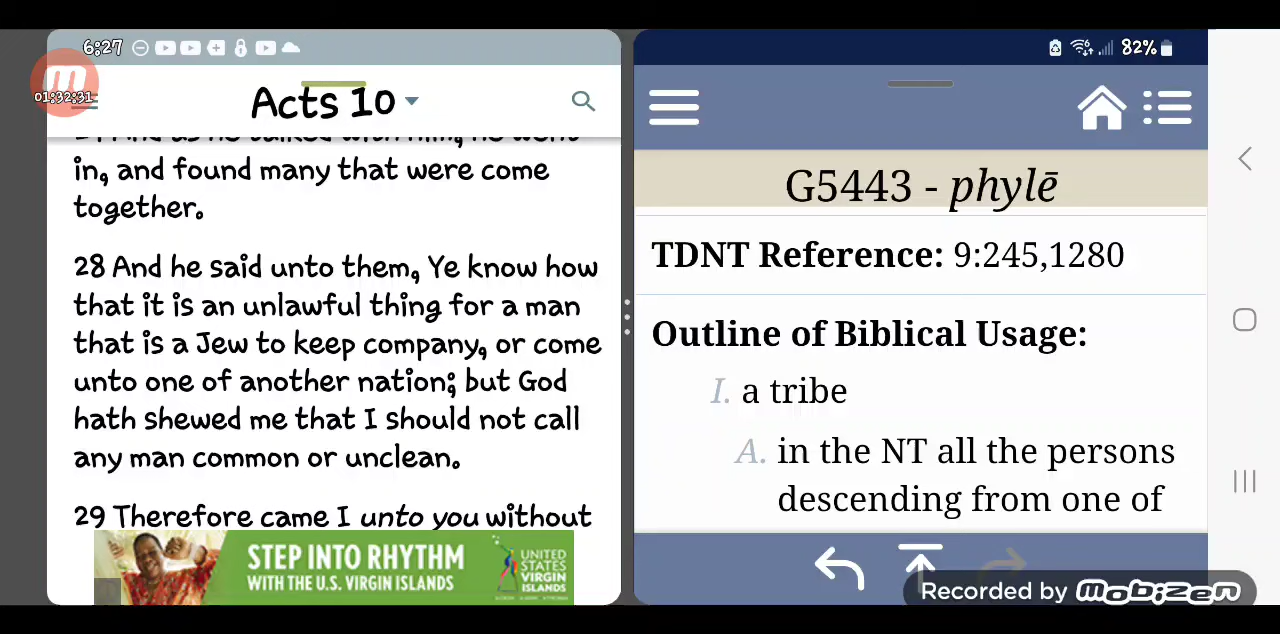 6:27
82%
01:32:31
Acts 10
in, and found many that were come
together.
28 And he said unto them, Ye know how
that it is an unlawful thing for a man
that is a Jew to keep company, or come
unto one of another nation; but God
hath shewed me that I should not call
any man common or unclean.
29 Therefore came I unto you without
STEP INTO RHYTHM
WITH THE U.S. VIRGIN ISLANDS
UNITED
STATES
VIRGIN
ISLANDS
G5443 - phylē
TDNT Reference: 9:245,1280
Outline of Biblical Usage:
I. a tribe
A. in the NT all the persons
descending from one of
Recorded by mobizen